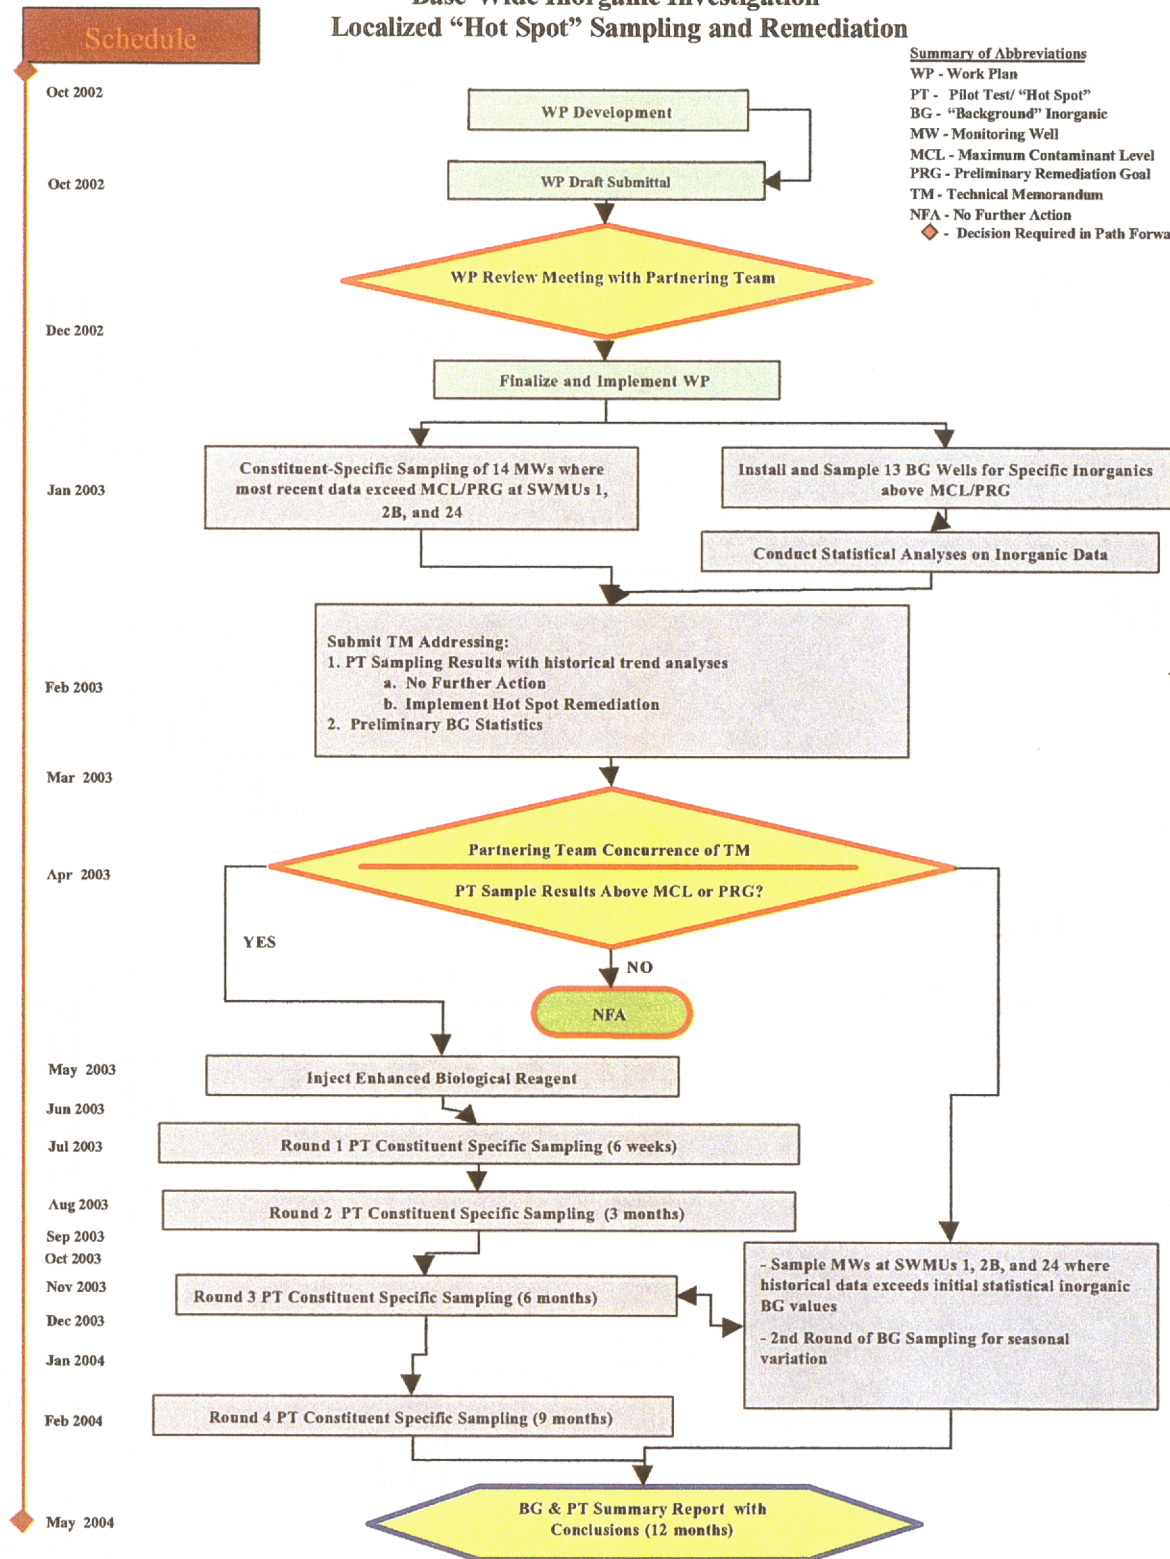 Base-Wide Inorganic Investigation
Localized “Hot Spot” Sampling and Remediation
Schedule
Summary of Abbreviations
WP - Work Plan
PT - Pilot Test/ “Hot Spot”
BG - “Background” Inorganic
MW - Monitoring Well
MCL - Maximum Contaminant Level
PRG - Preliminary Remediation Goal
TM - Technical Memorandum
NFA - No Further Action
- Decision Required in Path Forwa
Oct 2002
WP Development
Oct 2002
WP Draft Submittal
WP Review Meeting with Partnering Team
Dec 2002
Finalize and Implement WP
Jan 2003
Constituent-Specific Sampling of 14 MWs where
most recent data exceed MCL/PRG at SWMUs 1,
2B, and 24
Install and Sample 13 BG Wells for Specific Inorganics
above MCL/PRG
Conduct Statistical Analyses on Inorganic Data
Feb 2003
Submit TM Addressing:
1. PT Sampling Results with historical trend analyses
a. No Further Action
b. Implement Hot Spot Remediation
2. Preliminary BG Statistics
Mar 2003
Apr 2003
Partnering Team Concurrence of TM
PT Sample Results Above MCL or PRG?
YES
NO
NFA
May 2003
Inject Enhanced Biological Reagent
Jun 2003
Jul 2003
Round 1 PT Constituent Specific Sampling (6 weeks)
Aug 2003
Round 2 PT Constituent Specific Sampling (3 months)
Sep 2003
Oct 2003
Nov 2003
Round 3 PT Constituent Specific Sampling (6 months)
- Sample MWs at SWMUs 1, 2B, and 24 where
historical data exceeds initial statistical inorganic
BG values
- 2nd Round of BG Sampling for seasonal
variation
Dec 2003
Jan 2004
Feb 2004
Round 4 PT Constituent Specific Sampling (9 months)
May 2004
BG & PT Summary Report with
Conclusions (12 months)